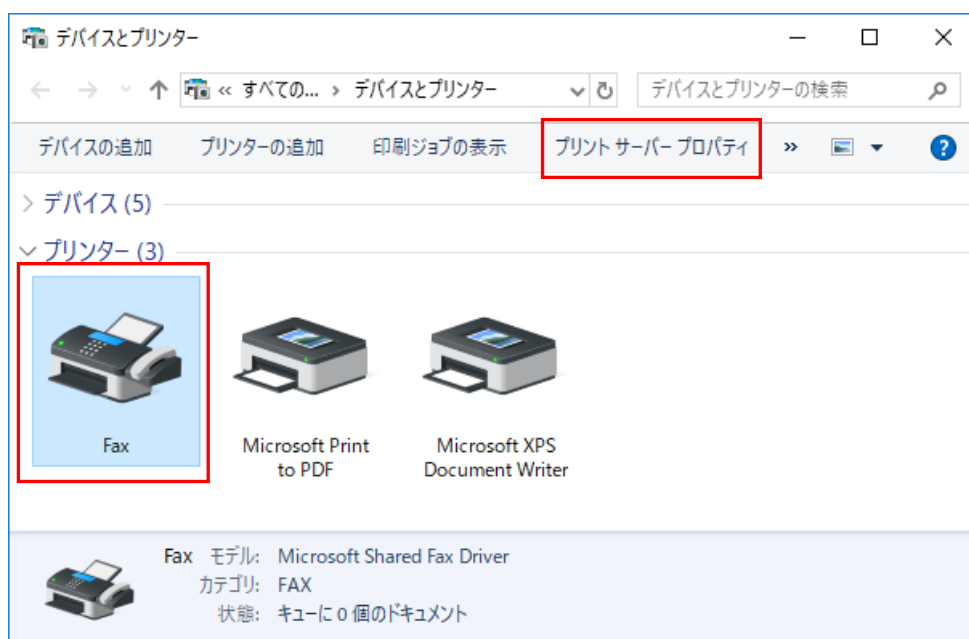 デバイスとプリンター
« すべての... › デバイスとプリンター
デバイスとプリンターの検索
デバイスの追加 プリンターの追加 印刷ジョブの表示 プリント サーバー プロパティ »
デバイス (5)
プリンター (3)
Fax
Microsoft Print
to PDF
Microsoft XPS
Document Writer
Fax モデル: Microsoft Shared Fax Driver
カテゴリ: FAX
状態: キューに 0 個のドキュメント